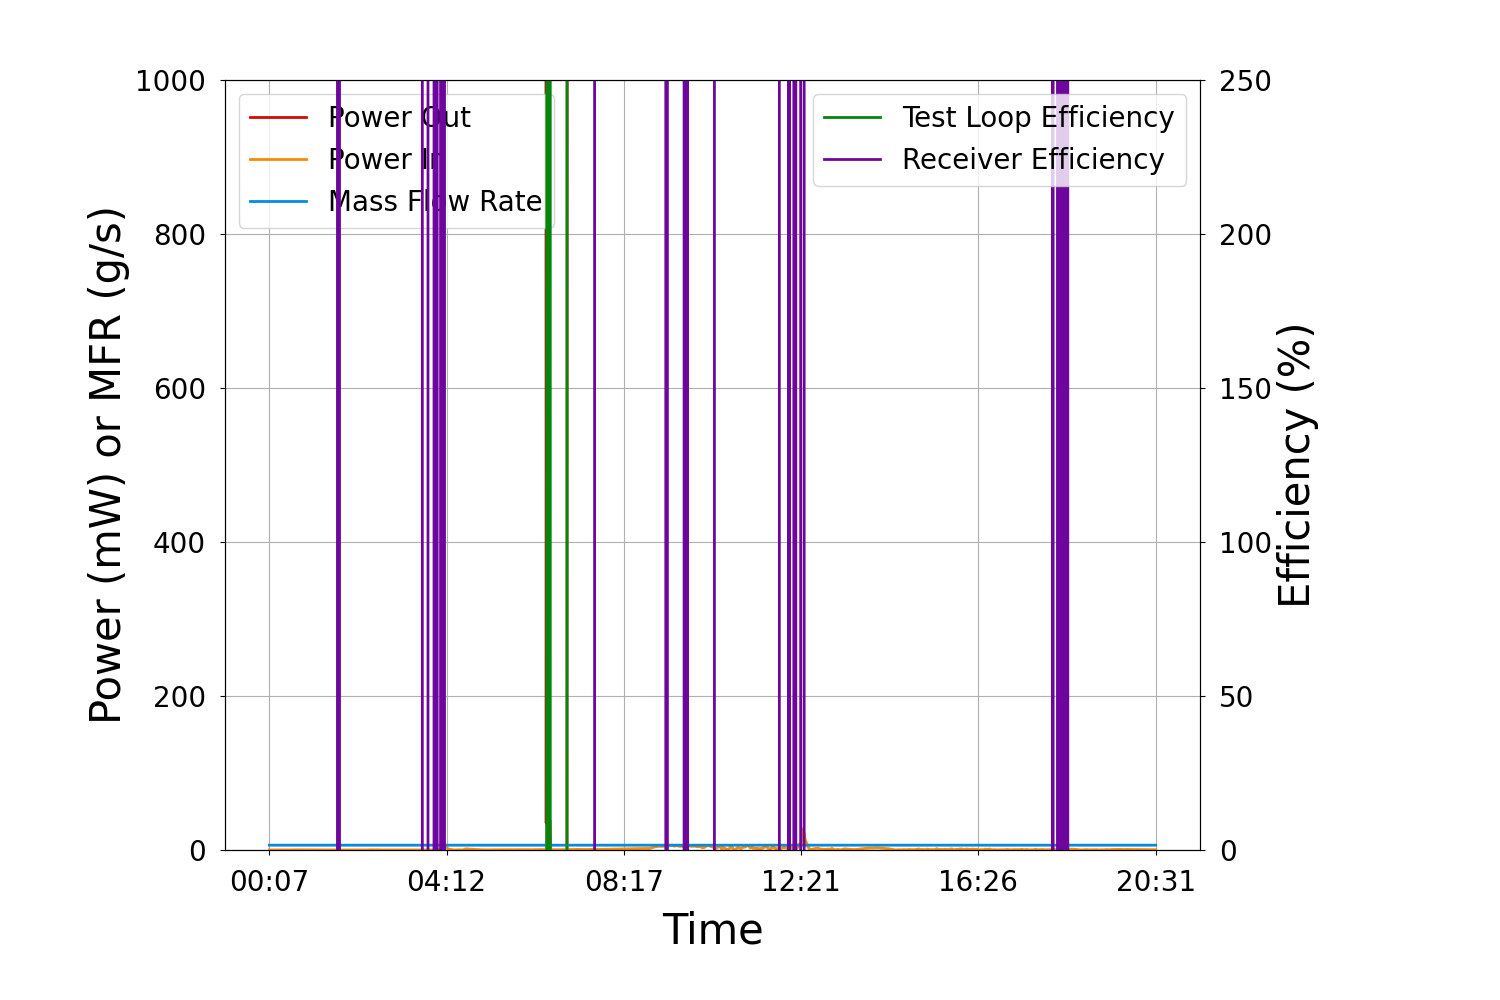 1000
800
600
400
200
0
Power (mW) or MFR (g/s)
Power Out
Power In
Mass Flow Rate
Test Loop Efficiency
Receiver Efficiency
250
200
150
100
50
0
Efficiency (%)
00:07 04:12 08:17 12:21 16:26 20:31
Time